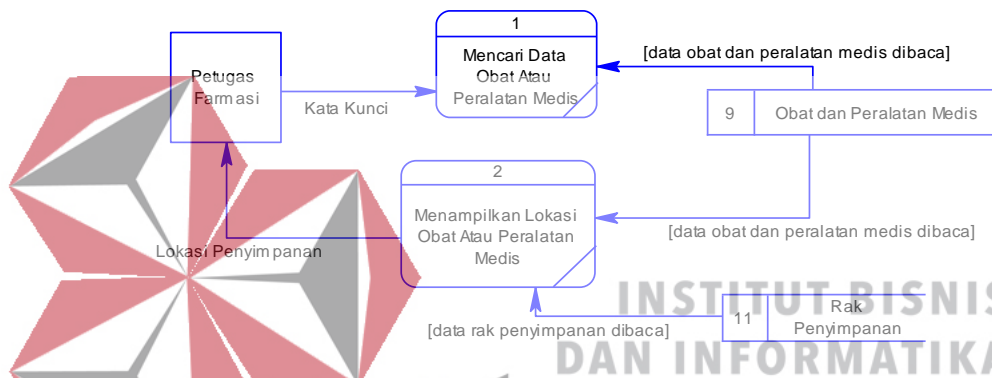 1
Mencari Data
Obat Atau
Peralatan Medis
[data obat dan peralatan medis dibaca]
Petugas
Farmasi
Kata Kunci
9
Obat dan Peralatan Medis
2
Menampilkan Lokasi
Obat Atau Peralatan
Medis
[data obat dan peralatan medis dibaca]
Lokasi Penyimpanan
INSTITUT BISNIS
11
Rak
Penyimpanan
[data rak penyimpanan dibaca]
DAN INFORMATIKA